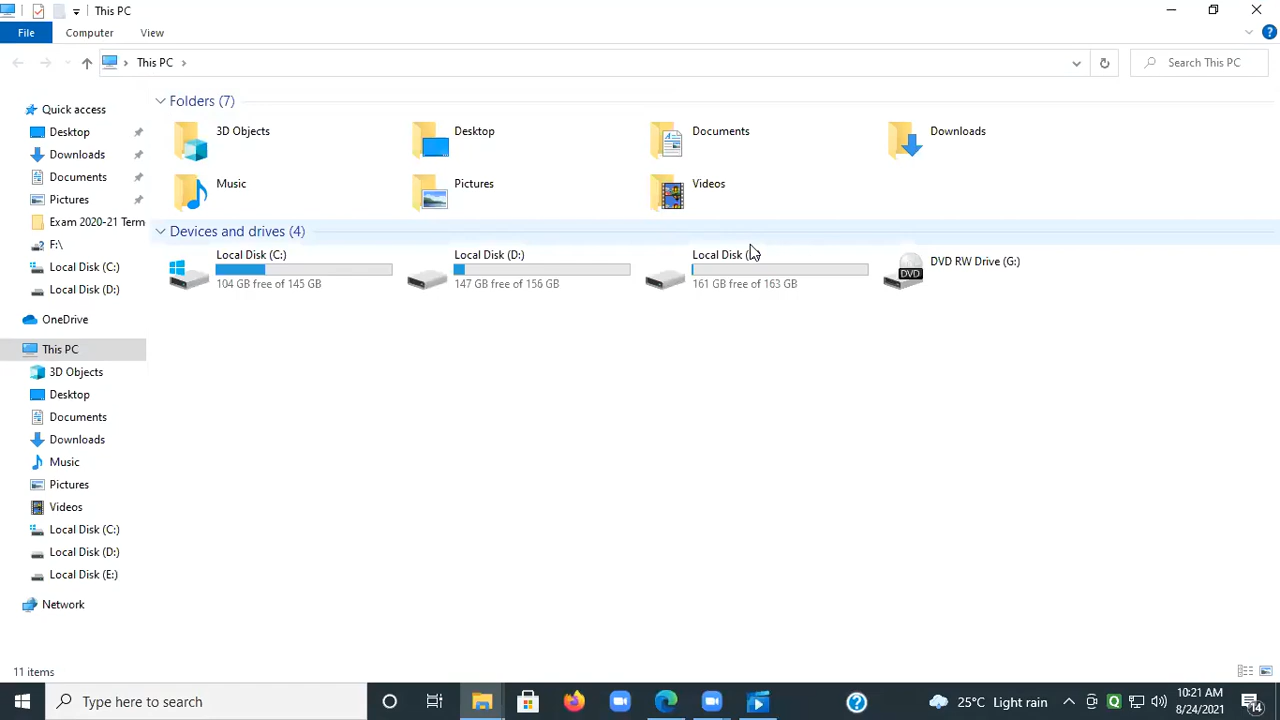 This PC
File Computer View
This PC
Search This PC
Quick access
Desktop
Downloads
Documents
Pictures
Exam 2020-21 Term
F:\
Local Disk (C:)
Local Disk (D:)
OneDrive
This PC
3D Objects
Desktop
Documents
Downloads
Music
Pictures
Videos
Local Disk (C:)
Local Disk (D:)
Local Disk (E:)
Network
Folders (7)
3D Objects
Desktop
Documents
Downloads
Music
Pictures
Videos
Devices and drives (4)
Local Disk (C:)
104 GB free of 145 GB
Local Disk (D:)
147 GB free of 156 GB
Local Disk
161 GB free of 163 GB
DVD
DVD RW Drive (G:)
11 items
Type here to search
25°C Light rain
10:21 AM
8/24/2021
14